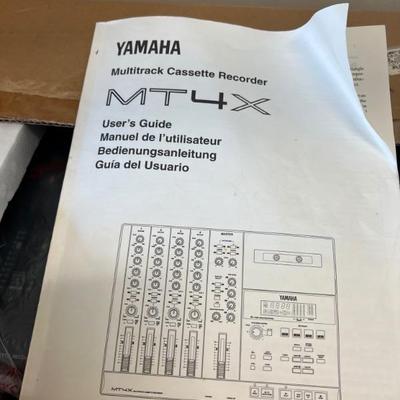 YAMAHA
Multitrack Cassette Recorder
MT4X
User's Guide
Manuel de l'utilisateur
Bedienungsanleitung
Guía del Usuario
YAMAHA
MT4X